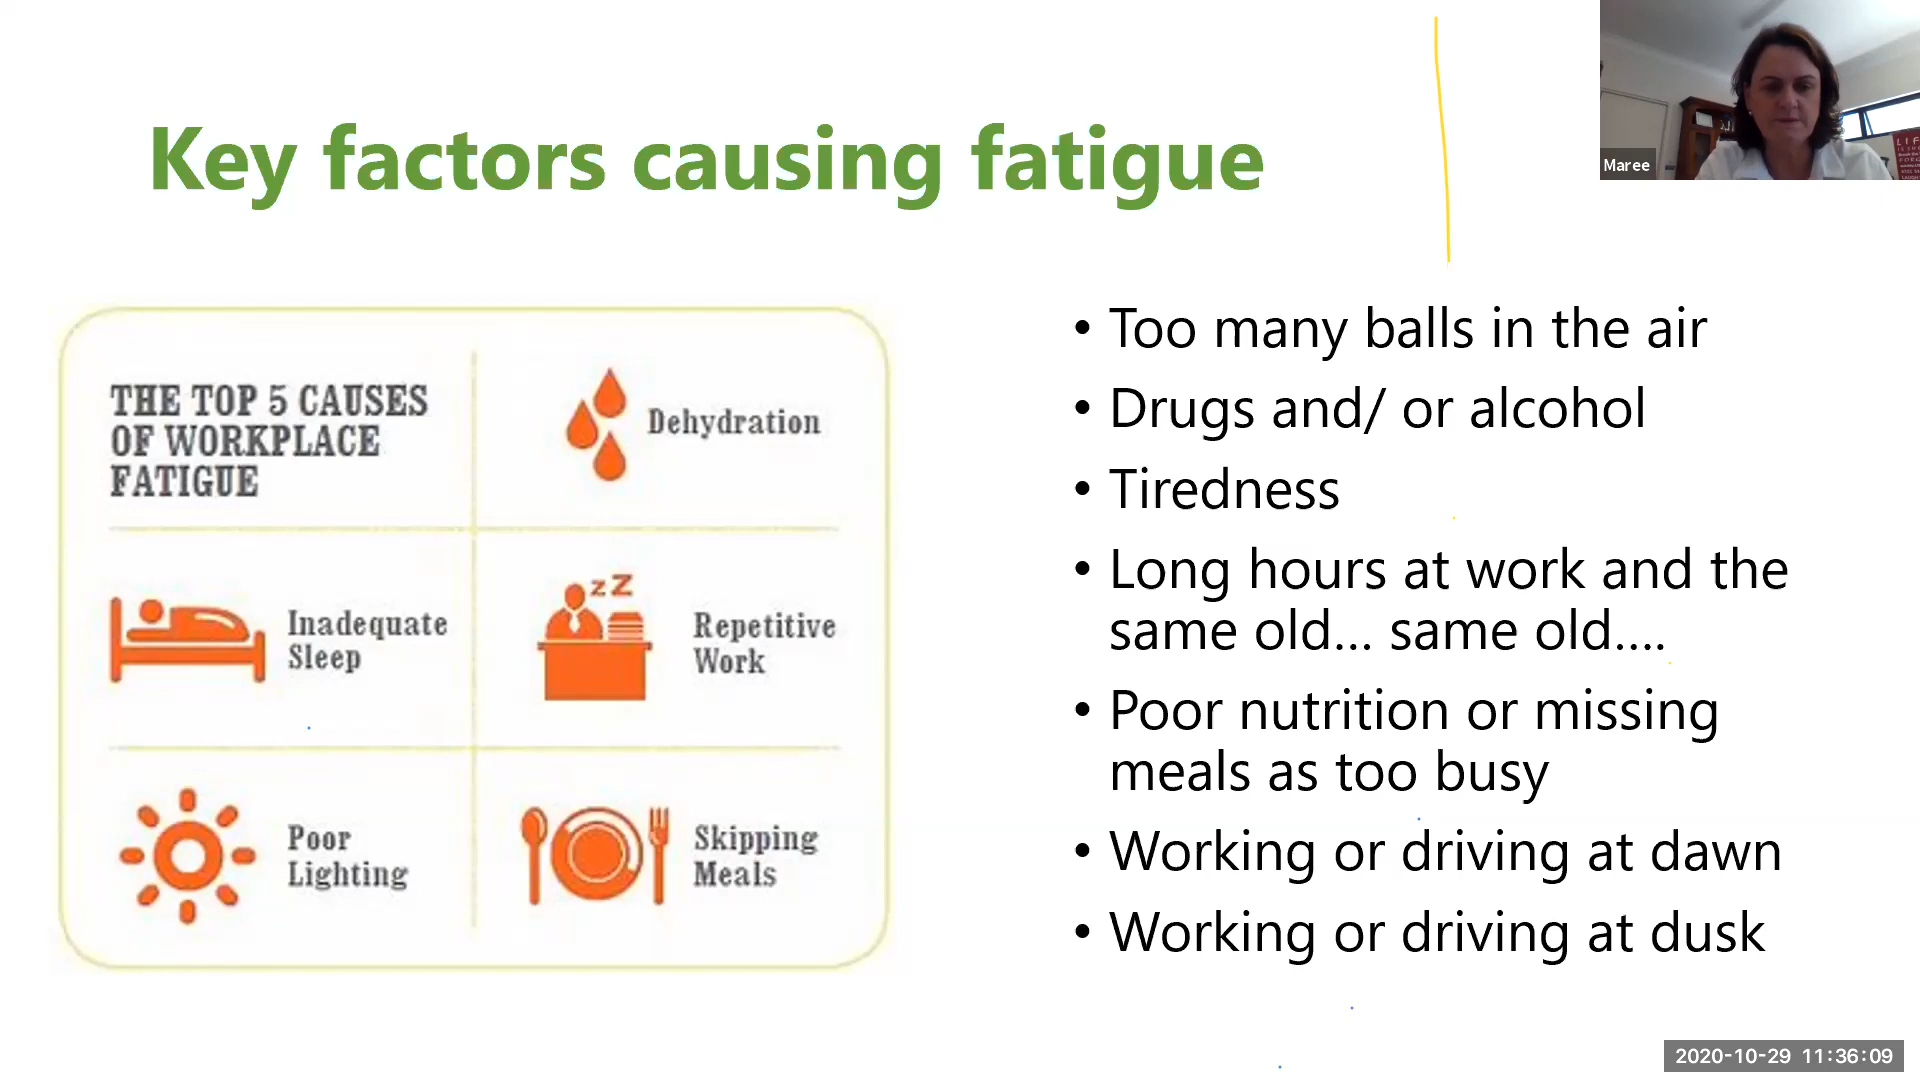 Key factors causing fatigue
Maree
THE TOP 5 CAUSES
OF WORKPLACE
FATIGUE
Dehydration
Inadequate
Sleep
zZ
Repetitive
Work
Poor
Lighting
Skipping
Meals
• Too many balls in the air
• Drugs and/ or alcohol
• Tiredness
• Long hours at work and the
same old... same old....
• Poor nutrition or missing
meals as too busy
• Working or driving at dawn
• Working or driving at dusk
2020-10-29 11:36:09